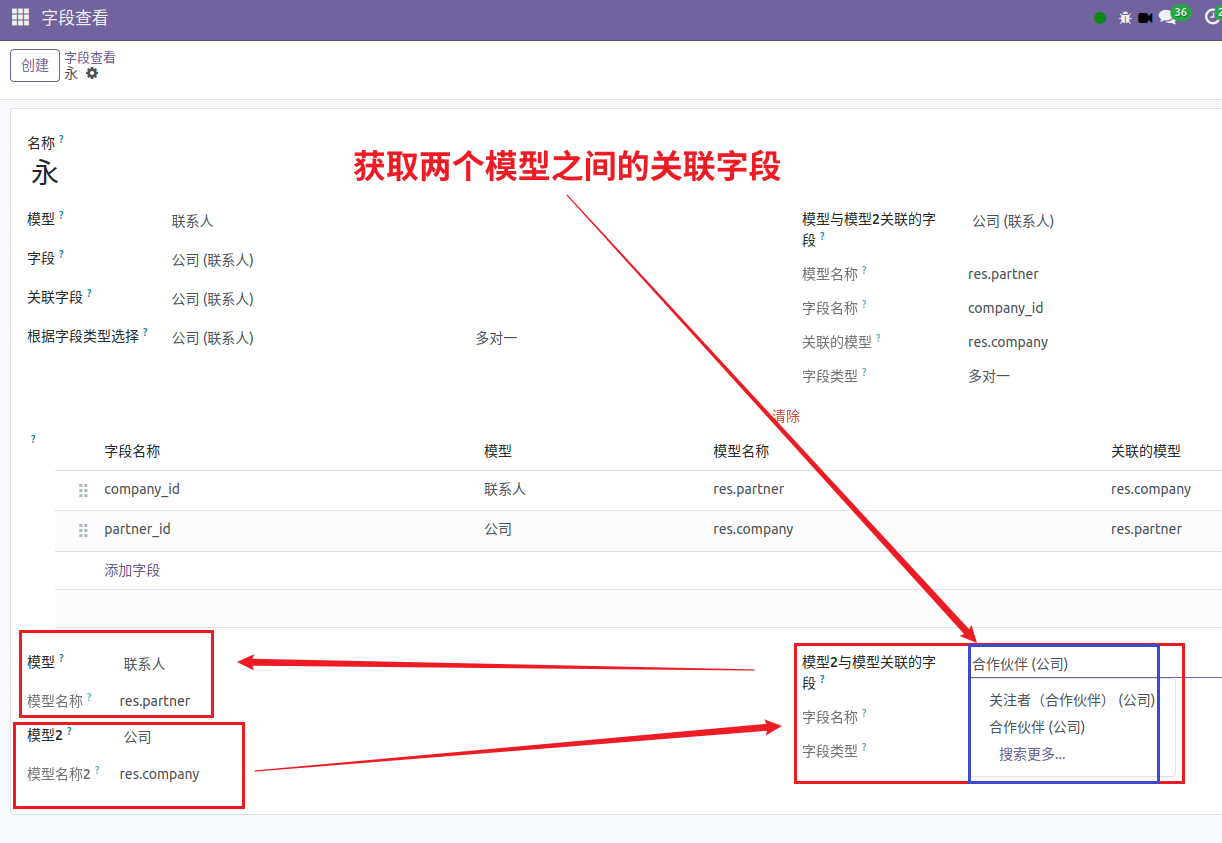 字段查看
36
2
创建
字段查看
永
名称 ?
永
获取两个模型之间的关联字段
模型 ? 联系人
字段 ? 公司 (联系人)
关联字段 ? 公司 (联系人)
根据字段类型选择 ? 公司 (联系人) 多对一
模型与模型2关联的字
段 ? 公司 (联系人)
模型名称 ? res.partner
字段名称 ? company_id
关联的模型 ? res.company
字段类型 ? 多对一
清除
?
字段名称 模型 模型名称 关联的模型
company_id 联系人 res.partner res.company
partner_id 公司 res.company res.partner
添加字段
模型 ? 联系人
模型名称 ? res.partner
模型2 ? 公司
模型名称2 ? res.company
模型2与模型关联的字
段 ? 合作伙伴 (公司)
字段名称 ?
字段类型 ?
关注者（合作伙伴） (公司)
合作伙伴 (公司)
搜索更多...